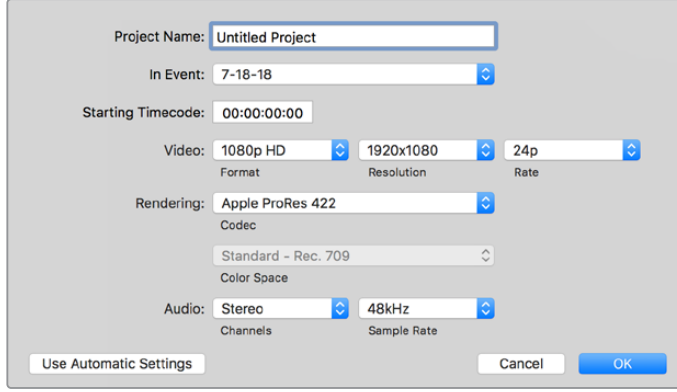 Project Name: Untitled Project
In Event: 7-18-18
Starting Timecode: 00:00:00:00
Video: 1080p HD 1920x1080 24p
Format Resolution Rate
Rendering: Apple ProRes 422
Codec
Standard - Rec. 709
Color Space
Audio: Stereo 48kHz
Channels Sample Rate
Use Automatic Settings Cancel OK